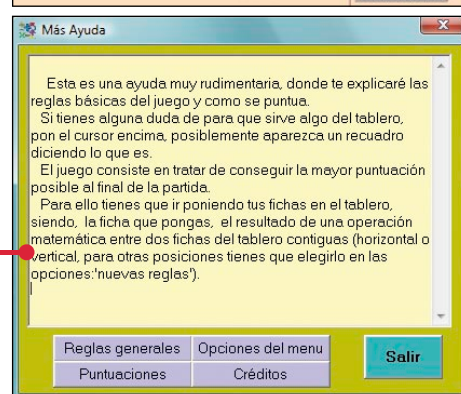 Más Ayuda
Esta es una ayuda muy rudimentaria, donde te explicaré las
reglas básicas del juego y como se puntua.
Si tienes alguna duda de para que sirve algo del tablero,
pon el cursor encima, posiblemente aparezca un recuadro
diciendo lo que es.
El juego consiste en tratar de conseguir la mayor puntuación
posible al final de la partida.
Para ello tienes que ir poniendo tus fichas en el tablero,
siendo, la ficha que pongas, el resultado de una operación
matemática entre dos fichas del tablero contiguas (horizontal o
vertical, para otras posiciones tienes que elegirlo en las
opciones:'nuevas reglas').
Reglas generales
Opciones del menu
Puntuaciones
Créditos
Salir